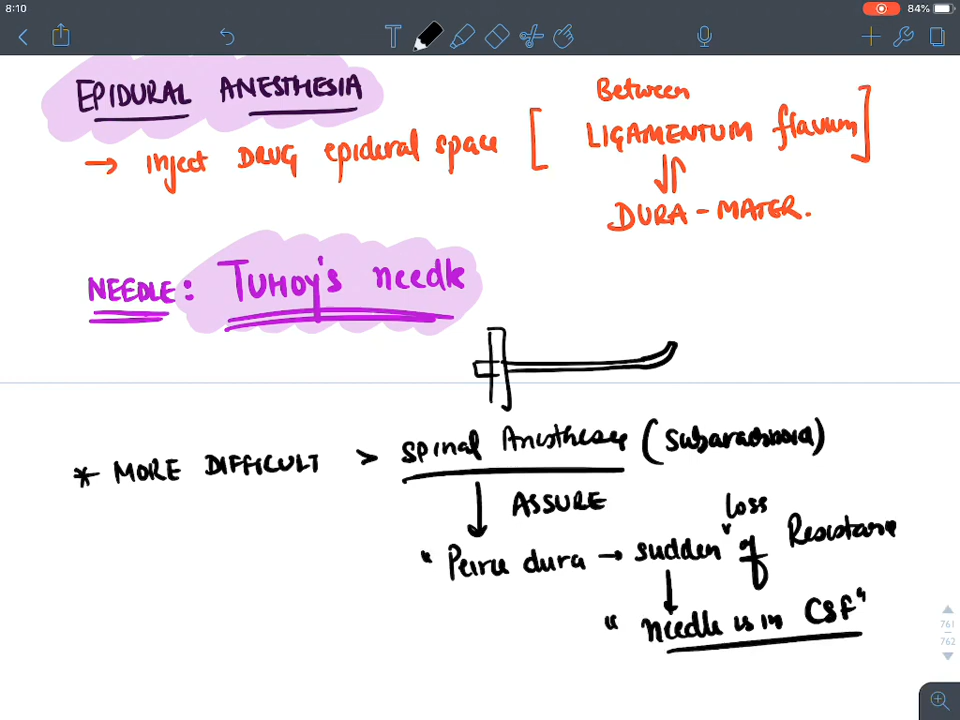 8:10
84%
T
EPIDURAL ANESTHESIA
→ Inject DRUG epidural space [ Between
LIGAMENTUM flavum ]
DURA-MATER.
NEEDLE: TUHOY's needle
* MORE DIFFICULT > spinal Anesthesia (subarachnoid)
ASSURE
"Peirce dura → sudden loss of Resistance
"needle is in CSF"
761
762